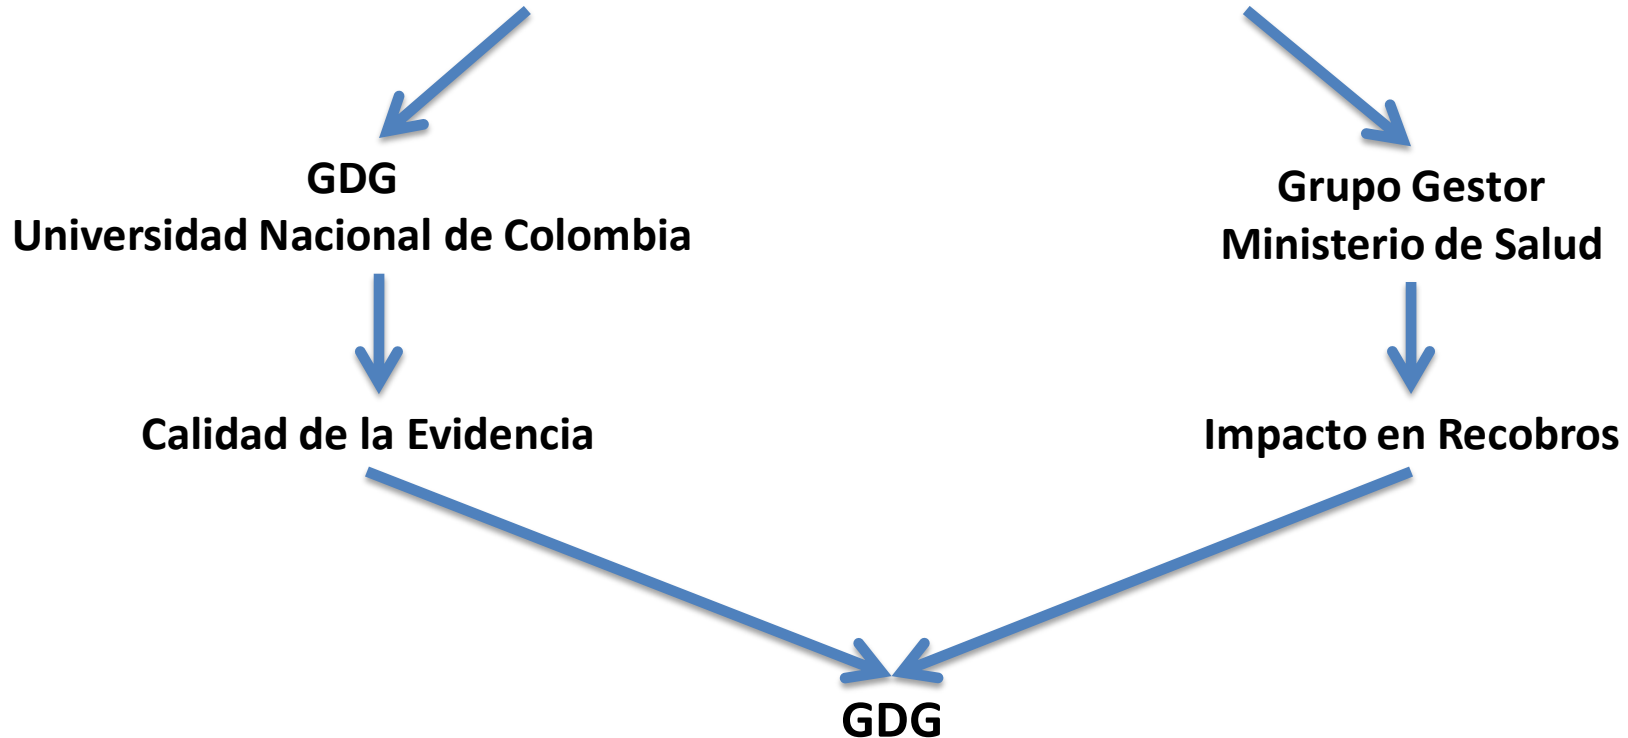 GDG
Universidad Nacional de Colombia
Grupo Gestor
Ministerio de Salud
Calidad de la Evidencia
Impacto en Recobros
GDG